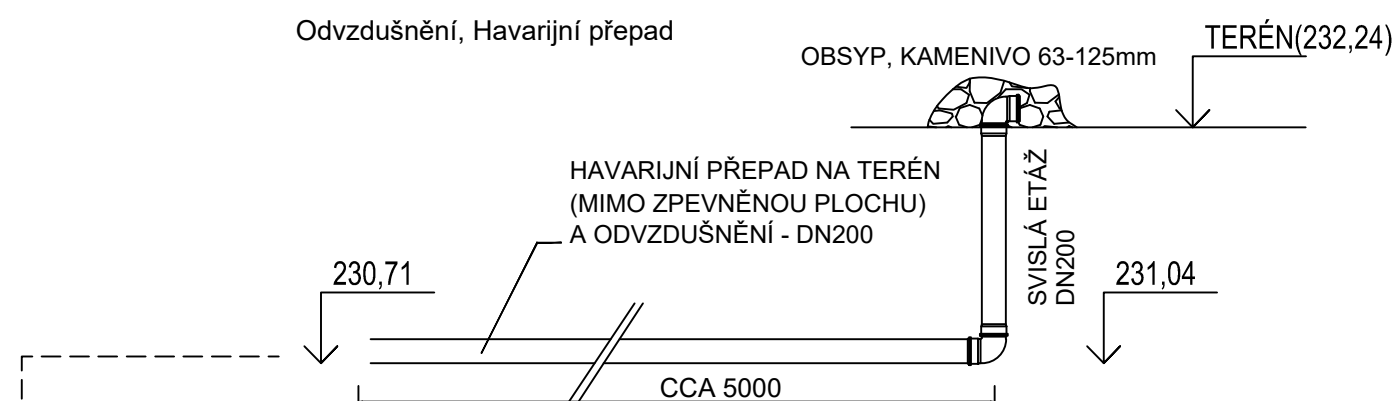 Odvzdušnění, Havarijní přepad
TERÉN(232,24)
OBSYP, KAMENIVO 63-125mm
HAVARIJNÍ PŘEPAD NA TERÉN
(MIMO ZPEVNĚNOU PLOCHU)
A ODVZDUŠNĚNÍ - DN200
SVISLÁ ETÁŽ
DN200
230,71
231,04
CCA 5000